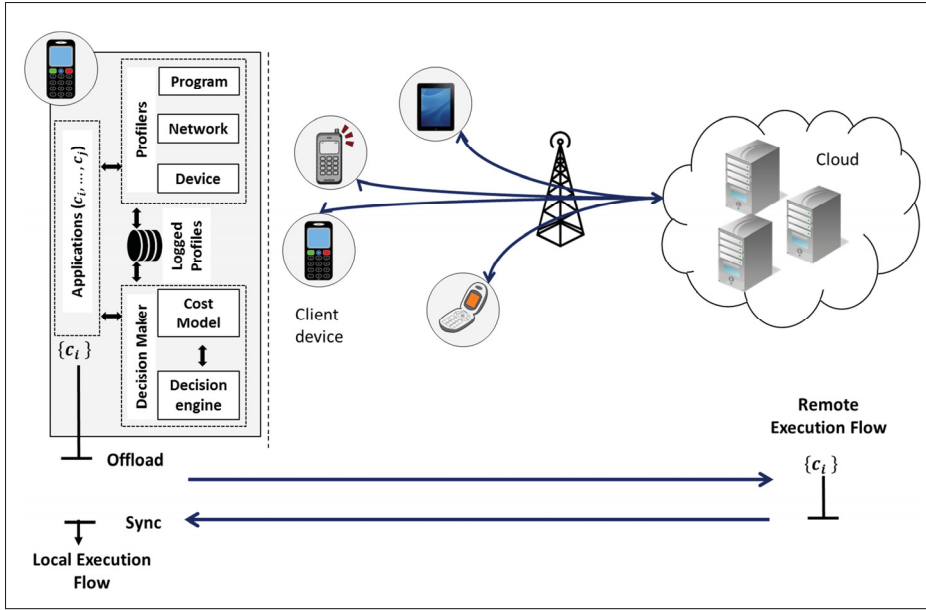 Program
Network
Device
Profilers
Applications (c_i, ..., c_j)
Logged
Profiles
Decision Maker
Cost
Model
Decision
engine
{c_i}
Client
device
Cloud
Remote
Execution Flow
{c_i}
Offload
Sync
Local Execution
Flow